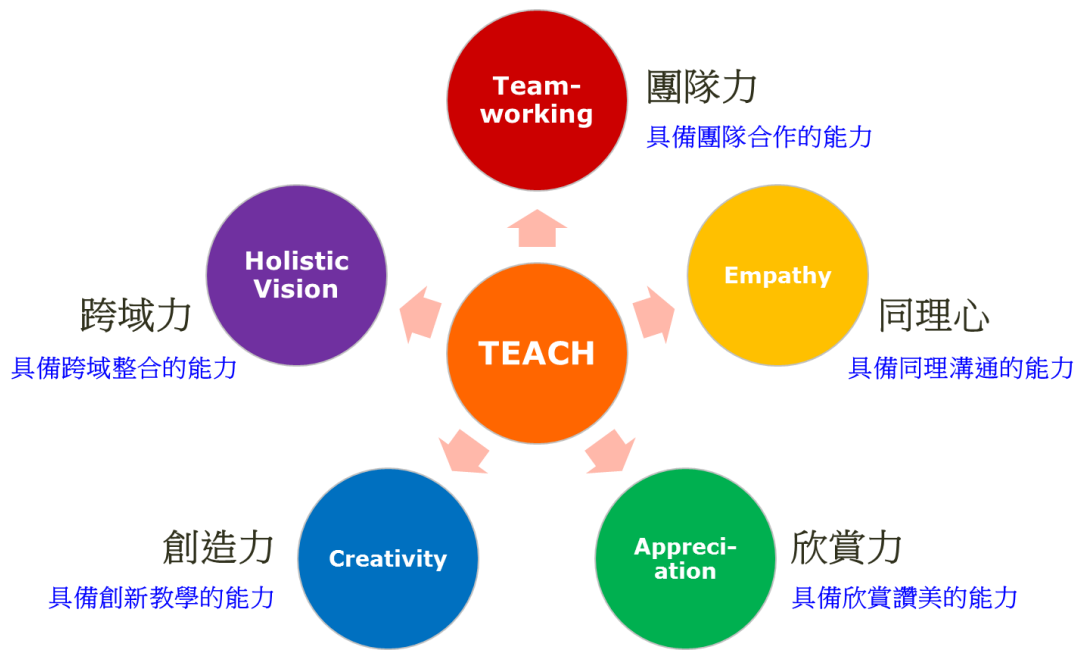 Team-
working
團隊力
具備團隊合作的能力
Empathy
同理心
具備同理溝通的能力
Appreci-
ation
欣賞力
具備欣賞讚美的能力
Creativity
創造力
具備創新教學的能力
Holistic
Vision
跨域力
具備跨域整合的能力
TEACH